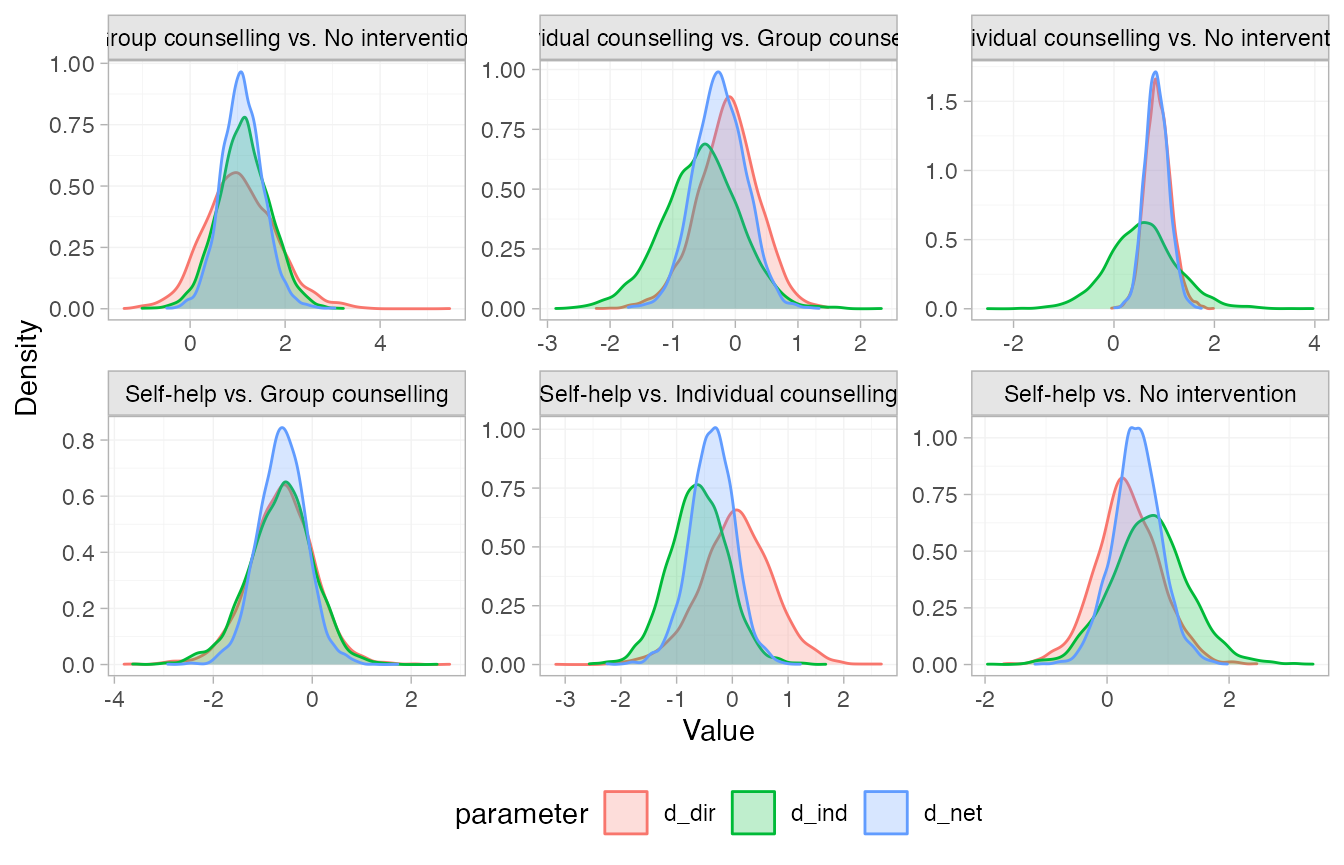 roup counselling vs. No interventio
idual counselling vs. Group counse
ividual counselling vs. No intervent
1.00
0.75
0.50
0.25
0.00
0 2 4
1.00
0.75
0.50
0.25
0.00
-3 -2 -1 0 1 2
1.5
1.0
0.5
0.0
-2 0 2 4
Density
Self-help vs. Group counselling
Self-help vs. Individual counselling
Self-help vs. No intervention
0.8
0.6
0.4
0.2
0.0
-4 -2 0 2
1.00
0.75
0.50
0.25
0.00
-3 -2 -1 0 1 2
1.00
0.75
0.50
0.25
0.00
-2 0 2
Value
parameter d_dir d_ind d_net